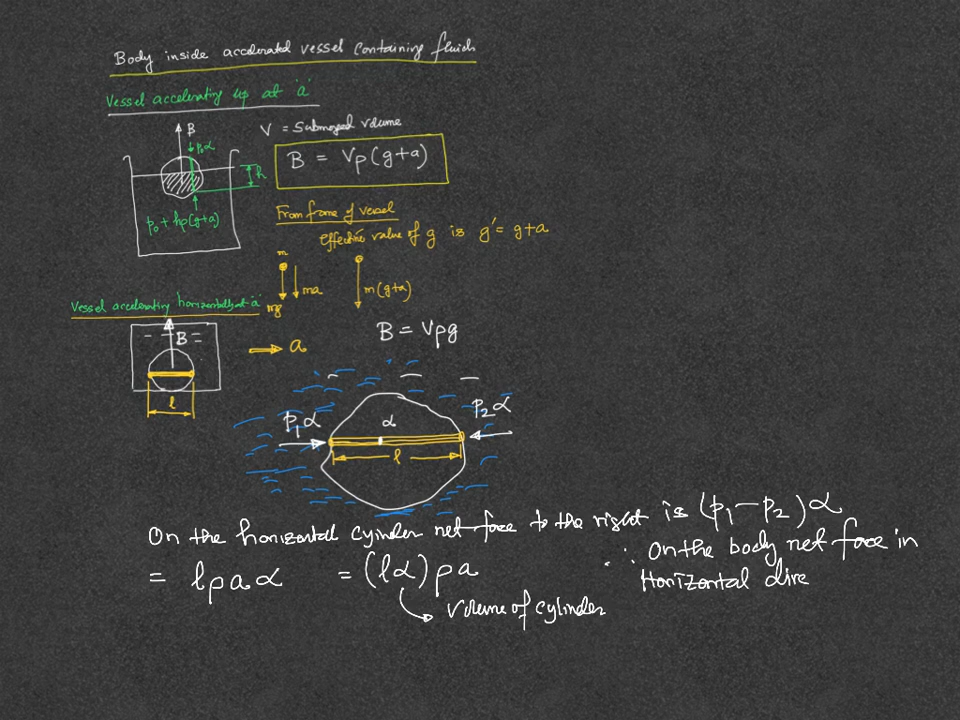 Body inside accelerated vessel containing fluid
Vessel accelerating up at 'a'
B
p₀α
h
p₀ + hρ(g+a)
V = Submerged volume
B = Vρ(g+a)
From frame of vessel
effective value of g is g' = g+a
m
mg
ma
m(g+a)
Vessel accelerating horizontally at 'a'
B =
a
l
B = Vρg
p₁α
α
p₂α
l
On the horizontal cylinder net force to the right is (p₁ - p₂)α
= lρaα = (lα)ρa
Volume of cylinder
∴ On the body net force in
Horizontal dire